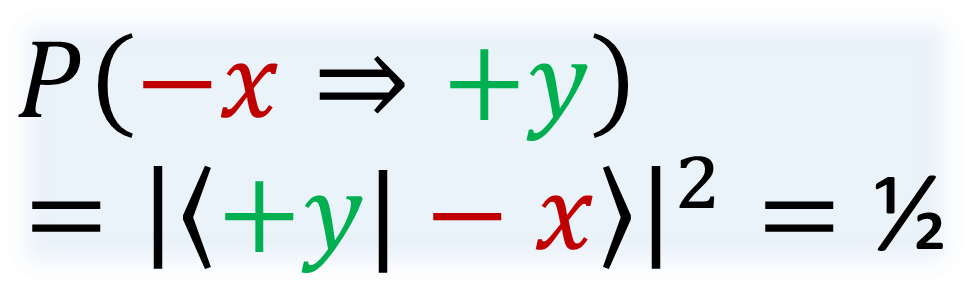 P(−x ⇒ +y)
= |⟨+y| − x⟩|² = ½